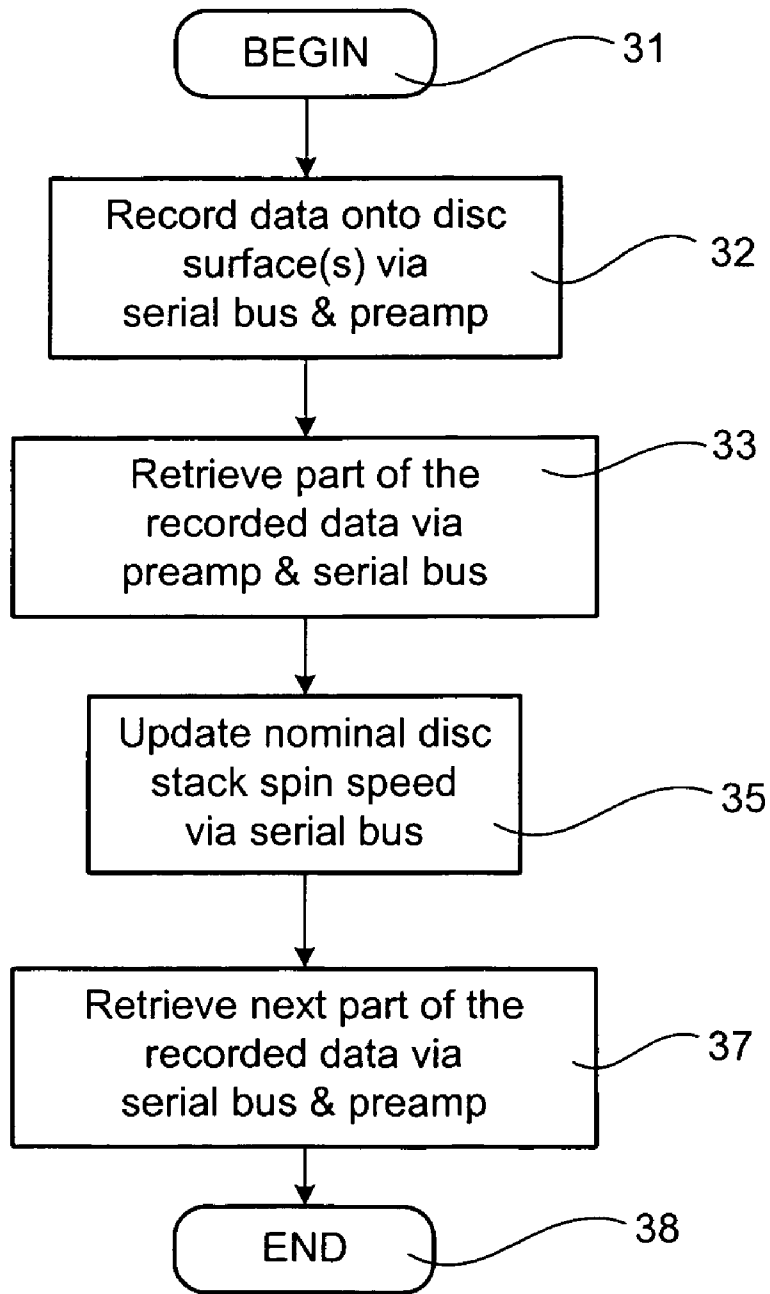 BEGIN
31
Record data onto disc
surface(s) via
serial bus & preamp
32
Retrieve part of the
recorded data via
preamp & serial bus
33
Update nominal disc
stack spin speed
via serial bus
35
Retrieve next part of the
recorded data via
serial bus & preamp
37
END
38